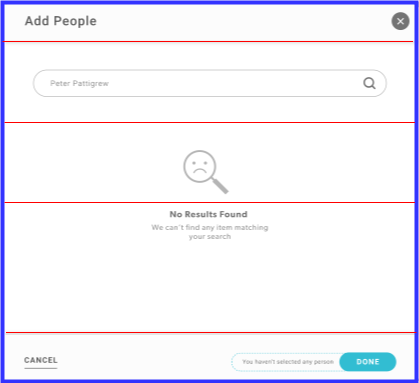 Add People
Peter Pattigrew
No Results Found
We can't find any item matching
your search
CANCEL
You haven't selected any person
DONE